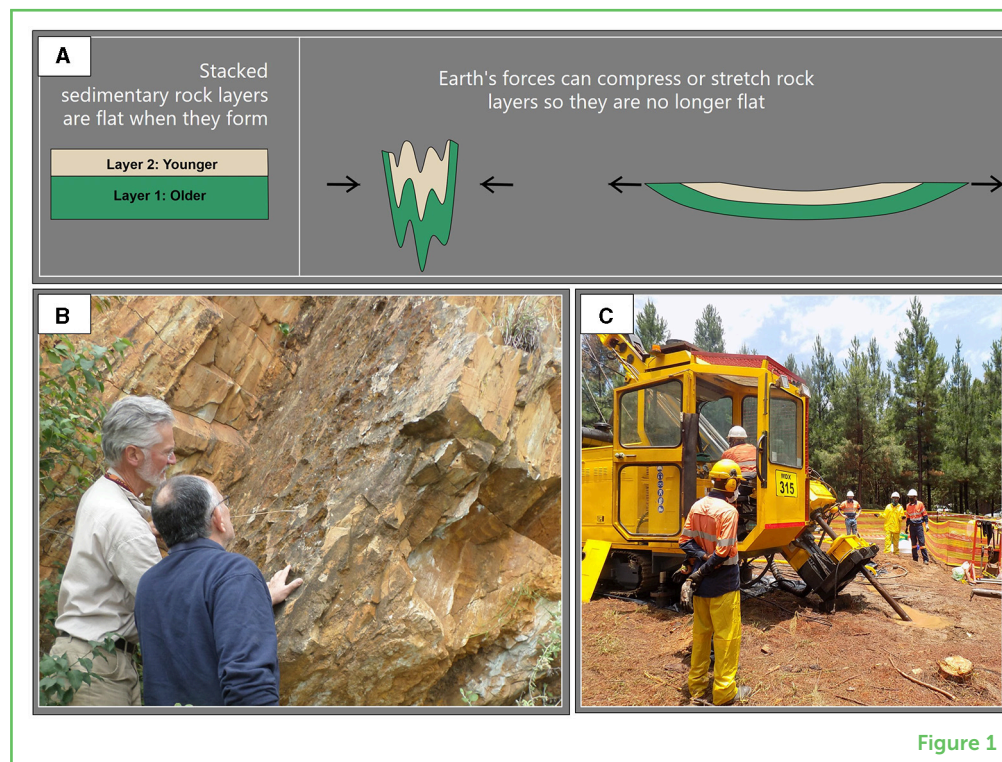 A
Stacked
sedimentary rock layers
are flat when they form
Layer 2: Younger
Layer 1: Older
Earth's forces can compress or stretch rock
layers so they are no longer flat
B
C
MDX
315
Figure 1